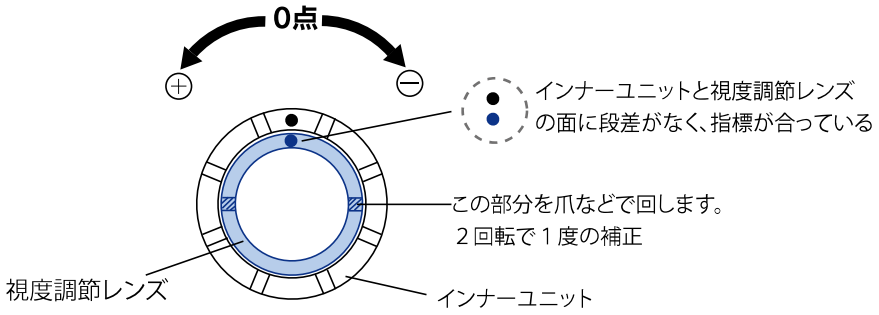 0点
+
−
インナーユニットと視度調節レンズ
の面に段差がなく、指標が合っている
この部分を爪などで回します。
2回転で1度の補正
視度調節レンズ
インナーユニット